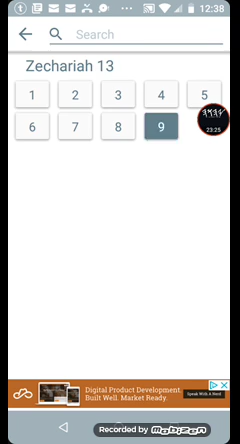 12:38
Search
Zechariah 13
1 2 3 4 5
6 7 8 9
23:25
Digital Product Development.
Built Well. Market Ready.
Speak With A Nerd
Recorded by MOBIZEN